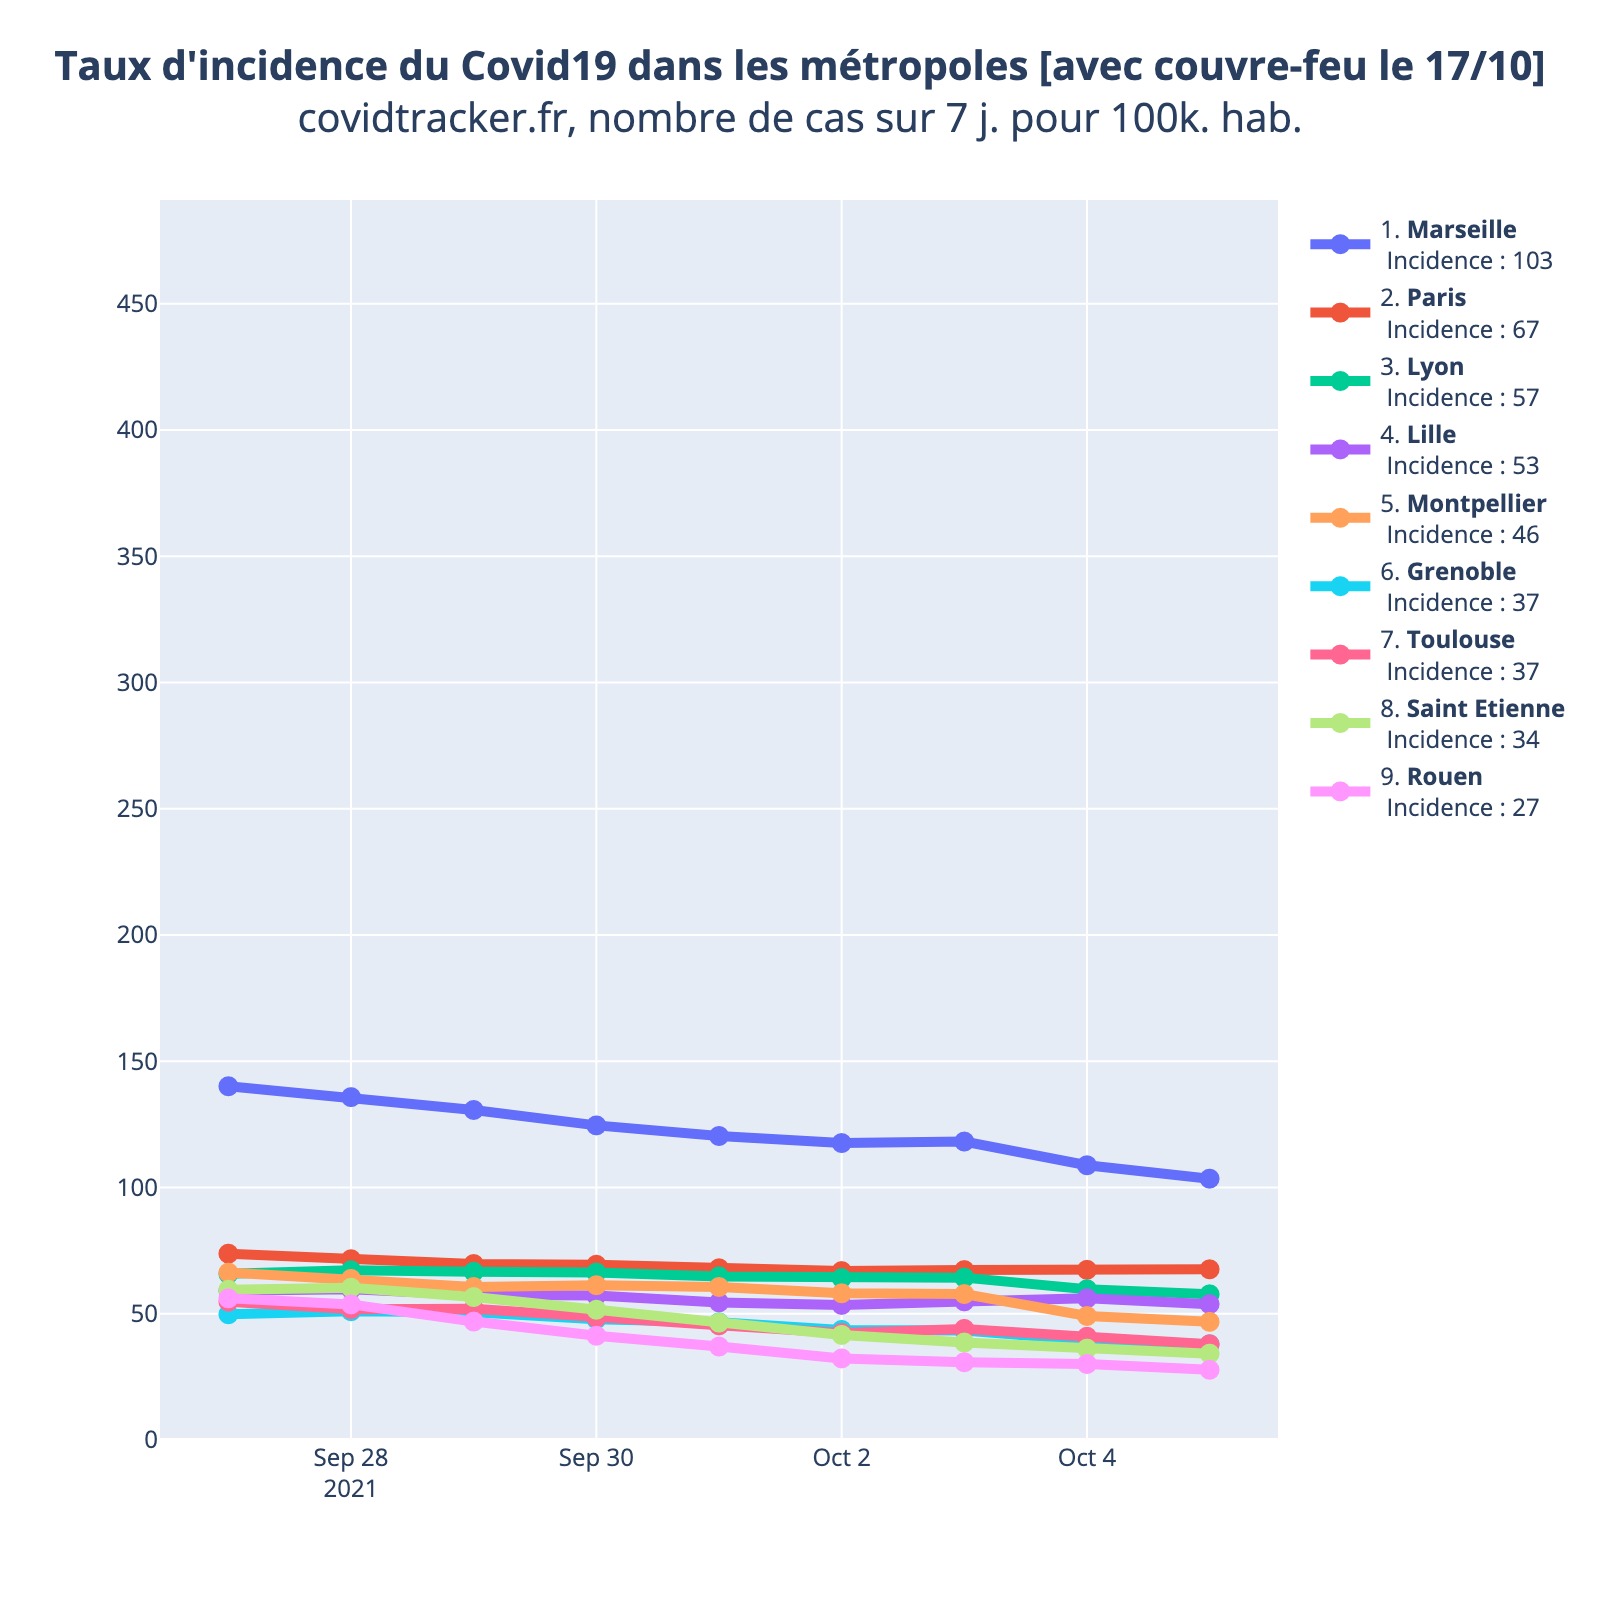 Taux d'incidence du Covid19 dans les métropoles [avec couvre-feu le 17/10]
covidtracker.fr, nombre de cas sur 7 j. pour 100k. hab.
450
400
350
300
250
200
150
100
50
0
Sep 28
2021
Sep 30
Oct 2
Oct 4
1. Marseille
Incidence : 103
2. Paris
Incidence : 67
3. Lyon
Incidence : 57
4. Lille
Incidence : 53
5. Montpellier
Incidence : 46
6. Grenoble
Incidence : 37
7. Toulouse
Incidence : 37
8. Saint Etienne
Incidence : 34
9. Rouen
Incidence : 27